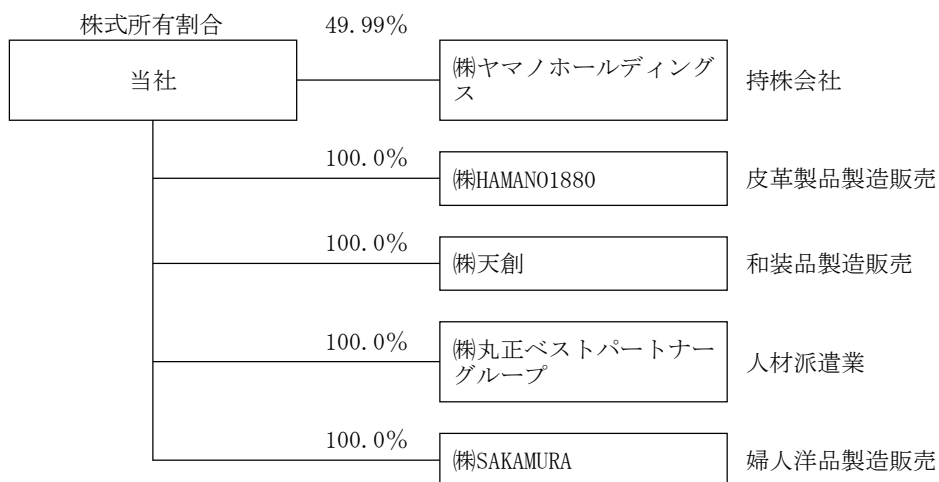 株式所有割合 49.99%
当社
㈱ヤマノホールディング
ス
持株会社
100.0%
㈱HAMANO1880
皮革製品製造販売
100.0%
㈱天創
和装品製造販売
100.0%
㈱丸正ベストパートナー
グループ
人材派遣業
100.0%
㈱SAKAMURA
婦人洋品製造販売